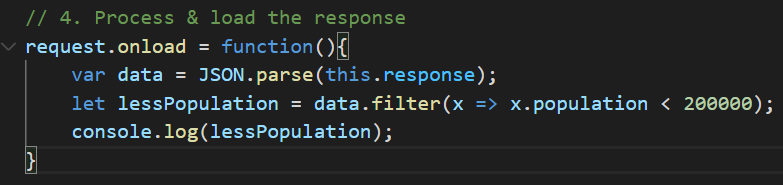 // 4. Process & load the response
request.onload = function(){
    var data = JSON.parse(this.response);
    let lessPopulation = data.filter(x => x.population < 200000);
    console.log(lessPopulation);
}